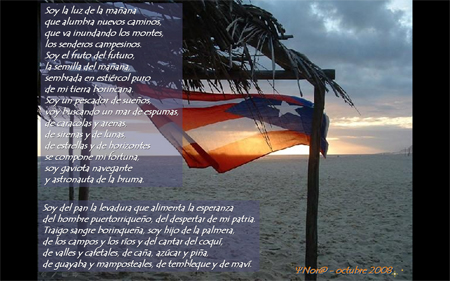 Soy la luz de la mañana
que alumbra nuevos caminos,
que va inundando los montes,
los senderos campesinos.
Soy el fruto del futuro,
la semilla del mañana
sembrada en estiércol puro
de mi tierra borincana.
Soy un pescador de sueños,
voy buscando un mar de espumas,
de caracolas y arenas
de sirenas y de lunas.
de estrellas y de horizontes
se compone mi fortuna,
soy gaviota navegante
y astronauta de la bruma.
Soy del pan la levadura que alimenta la esperanza
del hombre puertorriqueño, del despertar de mi patria.
Traigo sangre borinqueña, soy hijo de la palmera,
de los campos y los ríos y del cantar del coquí,
de valles y cafetales, de caña, azúcar y piña,
de guayaba y mamposteales, de tembleque y de maví.
octubre 2008